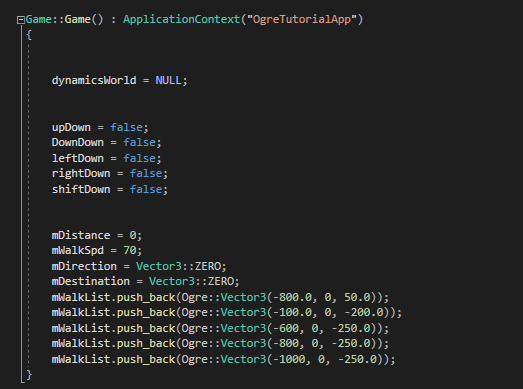 Game::Game() : ApplicationContext("OgreTutorialApp")
{
dynamicsWorld = NULL;
upDown = false;
DownDown = false;
leftDown = false;
rightDown = false;
shiftDown = false;
mDistance = 0;
mWalkSpd = 70;
mDirection = Vector3::ZERO;
mDestination = Vector3::ZERO;
mWalkList.push_back(Ogre::Vector3(-800.0, 0, 50.0));
mWalkList.push_back(Ogre::Vector3(-100.0, 0, -200.0));
mWalkList.push_back(Ogre::Vector3(-600, 0, -250.0));
mWalkList.push_back(Ogre::Vector3(-800, 0, -250.0));
mWalkList.push_back(Ogre::Vector3(-1000, 0, -250.0));
}